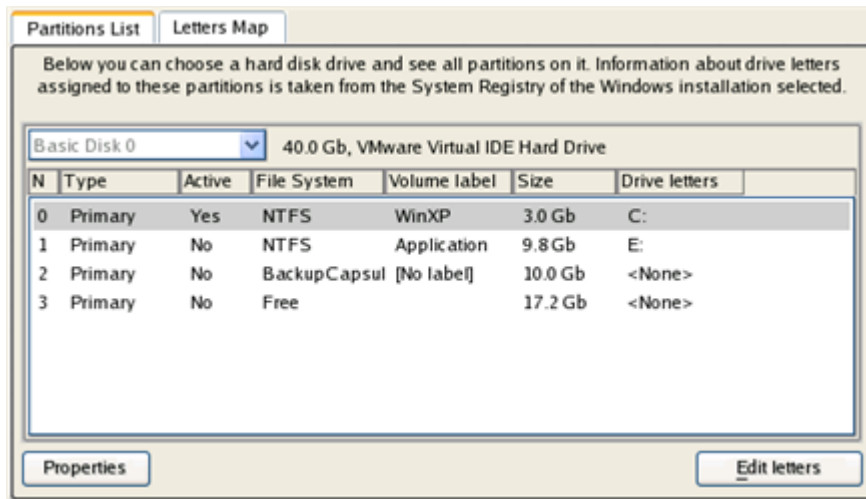 Partitions List Letters Map
Below you can choose a hard disk drive and see all partitions on it. Information about drive letters
assigned to these partitions is taken from the System Registry of the Windows installation selected.
Basic Disk 0 40.0 Gb, VMware Virtual IDE Hard Drive
N Type Active File System Volume label Size Drive letters
0 Primary Yes NTFS WinXP 3.0 Gb C:
1 Primary No NTFS Application 9.8 Gb E:
2 Primary No BackupCapsul [No label] 10.0 Gb <None>
3 Primary No Free 17.2 Gb <None>
Properties Edit letters